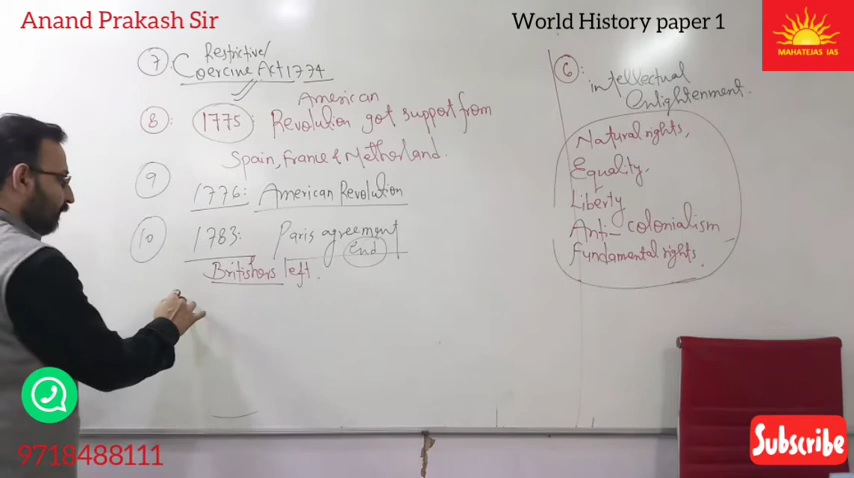 Anand Prakash Sir
World History paper 1
MAHATEJAS IAS
7 Restrictive/
Coercine Act 1774
8: 1775: American
Revolution got support from
Spain, France & Netherland.
9 1776: American Revolution
10 1783: Paris agreement
end
Britishors left.
6: intellectual
Enlightenment.
Natural rights,
Equality,
Liberty
Anti-colonialism
Fundamental rights.
Subscribe
9718488111